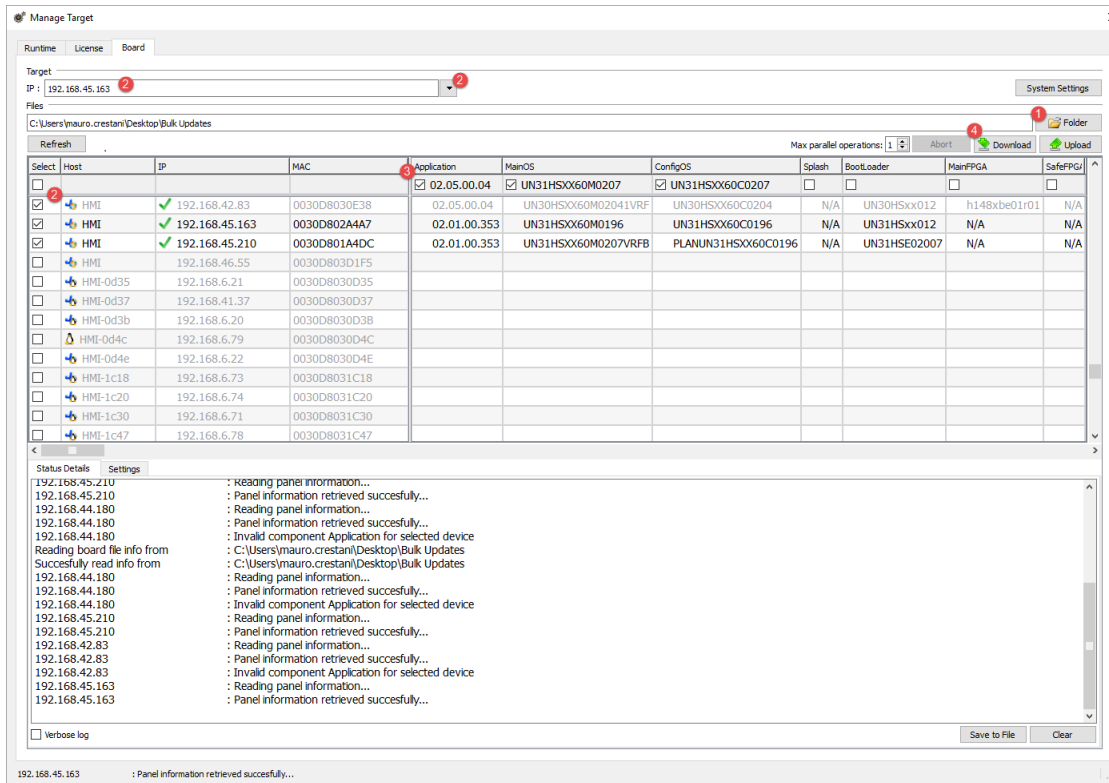 Manage Target
Runtime License Board
Target
IP : 192.168.45.163 2 2 System Settings
Files
C:\Users\mauro.crestani\Desktop\Bulk Updates 1 Folder
Refresh Max parallel operations: 1 Abort 4 Download Upload
Select Host IP MAC 3 Application MainOS ConfigOS Splash BootLoader MainFPGA SafeFPGA
02.05.00.04 UN31HSXX60M0207 UN31HSXX60C0207
2 HMI 192.168.42.83 0030D8030E38 02.05.00.04 UN30HSXX60M02041VRF UN30HSXX60C0204 N/A UN30HSxx012 h148xbe01r01 N/A
HMI 192.168.45.163 0030D802A4A7 02.01.00.353 UN31HSXX60M0196 UN31HSXX60C0196 N/A UN31HSxx012 N/A N/A
HMI 192.168.45.210 0030D801A4DC 02.01.00.353 UN31HSXX60M0207VRFB PLANUN31HSXX60C0196 N/A UN31HSE02007 N/A N/A
HMI 192.168.46.55 0030D803D1F5
HMI-0d35 192.168.6.21 0030D8030D35
HMI-0d37 192.168.41.37 0030D8030D37
HMI-0d3b 192.168.6.20 0030D8030D3B
HMI-0d4c 192.168.6.79 0030D8030D4C
HMI-0d4e 192.168.6.22 0030D8030D4E
HMI-1c18 192.168.6.73 0030D8031C18
HMI-1c20 192.168.6.74 0030D8031C20
HMI-1c30 192.168.6.71 0030D8031C30
HMI-1c47 192.168.6.78 0030D8031C47
Status Details Settings
192.168.45.210 : Reading panel information...
192.168.45.210 : Panel information retrieved succesfully...
192.168.44.180 : Reading panel information...
192.168.44.180 : Panel information retrieved succesfully...
192.168.44.180 : Invalid component Application for selected device
Reading board file info from : C:\Users\mauro.crestani\Desktop\Bulk Updates
Succesfully read info from : C:\Users\mauro.crestani\Desktop\Bulk Updates
192.168.44.180 : Reading panel information...
192.168.44.180 : Panel information retrieved succesfully...
192.168.44.180 : Invalid component Application for selected device
192.168.45.210 : Reading panel information...
192.168.45.210 : Panel information retrieved succesfully...
192.168.42.83 : Reading panel information...
192.168.42.83 : Panel information retrieved succesfully...
192.168.42.83 : Invalid component Application for selected device
192.168.45.163 : Reading panel information...
192.168.45.163 : Panel information retrieved succesfully...
Verbose log Save to File Clear
192.168.45.163 : Panel information retrieved succesfully...